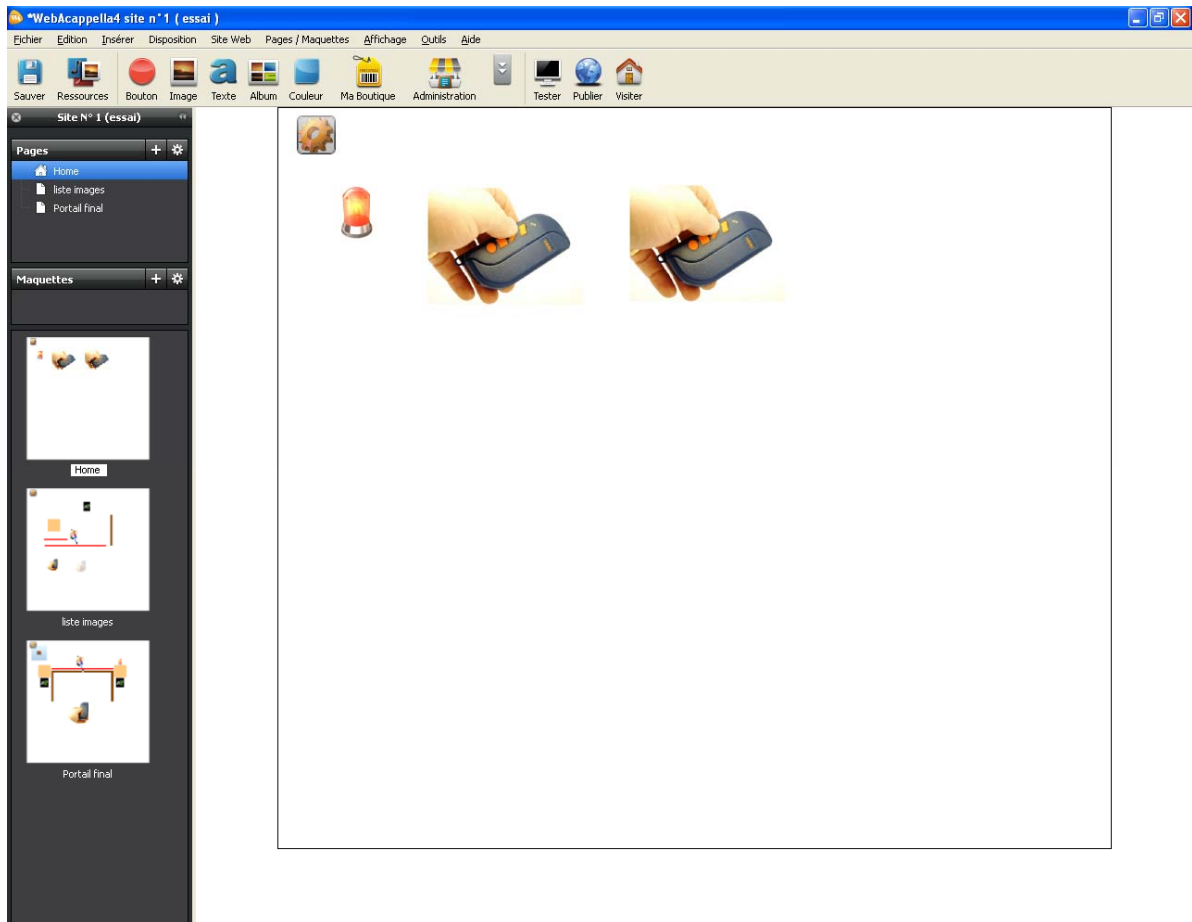 *WebAcappella4 site n°1 ( essai )
Fichier Edition Insérer Disposition Site Web Pages / Maquettes Affichage Outils Aide
Sauver Ressources Bouton Image Texte Album Couleur Ma Boutique Administration Tester Publier Visiter
Site N° 1 (essai)
Pages
Home
liste images
Portail final
Maquettes
Home
liste images
Portail final